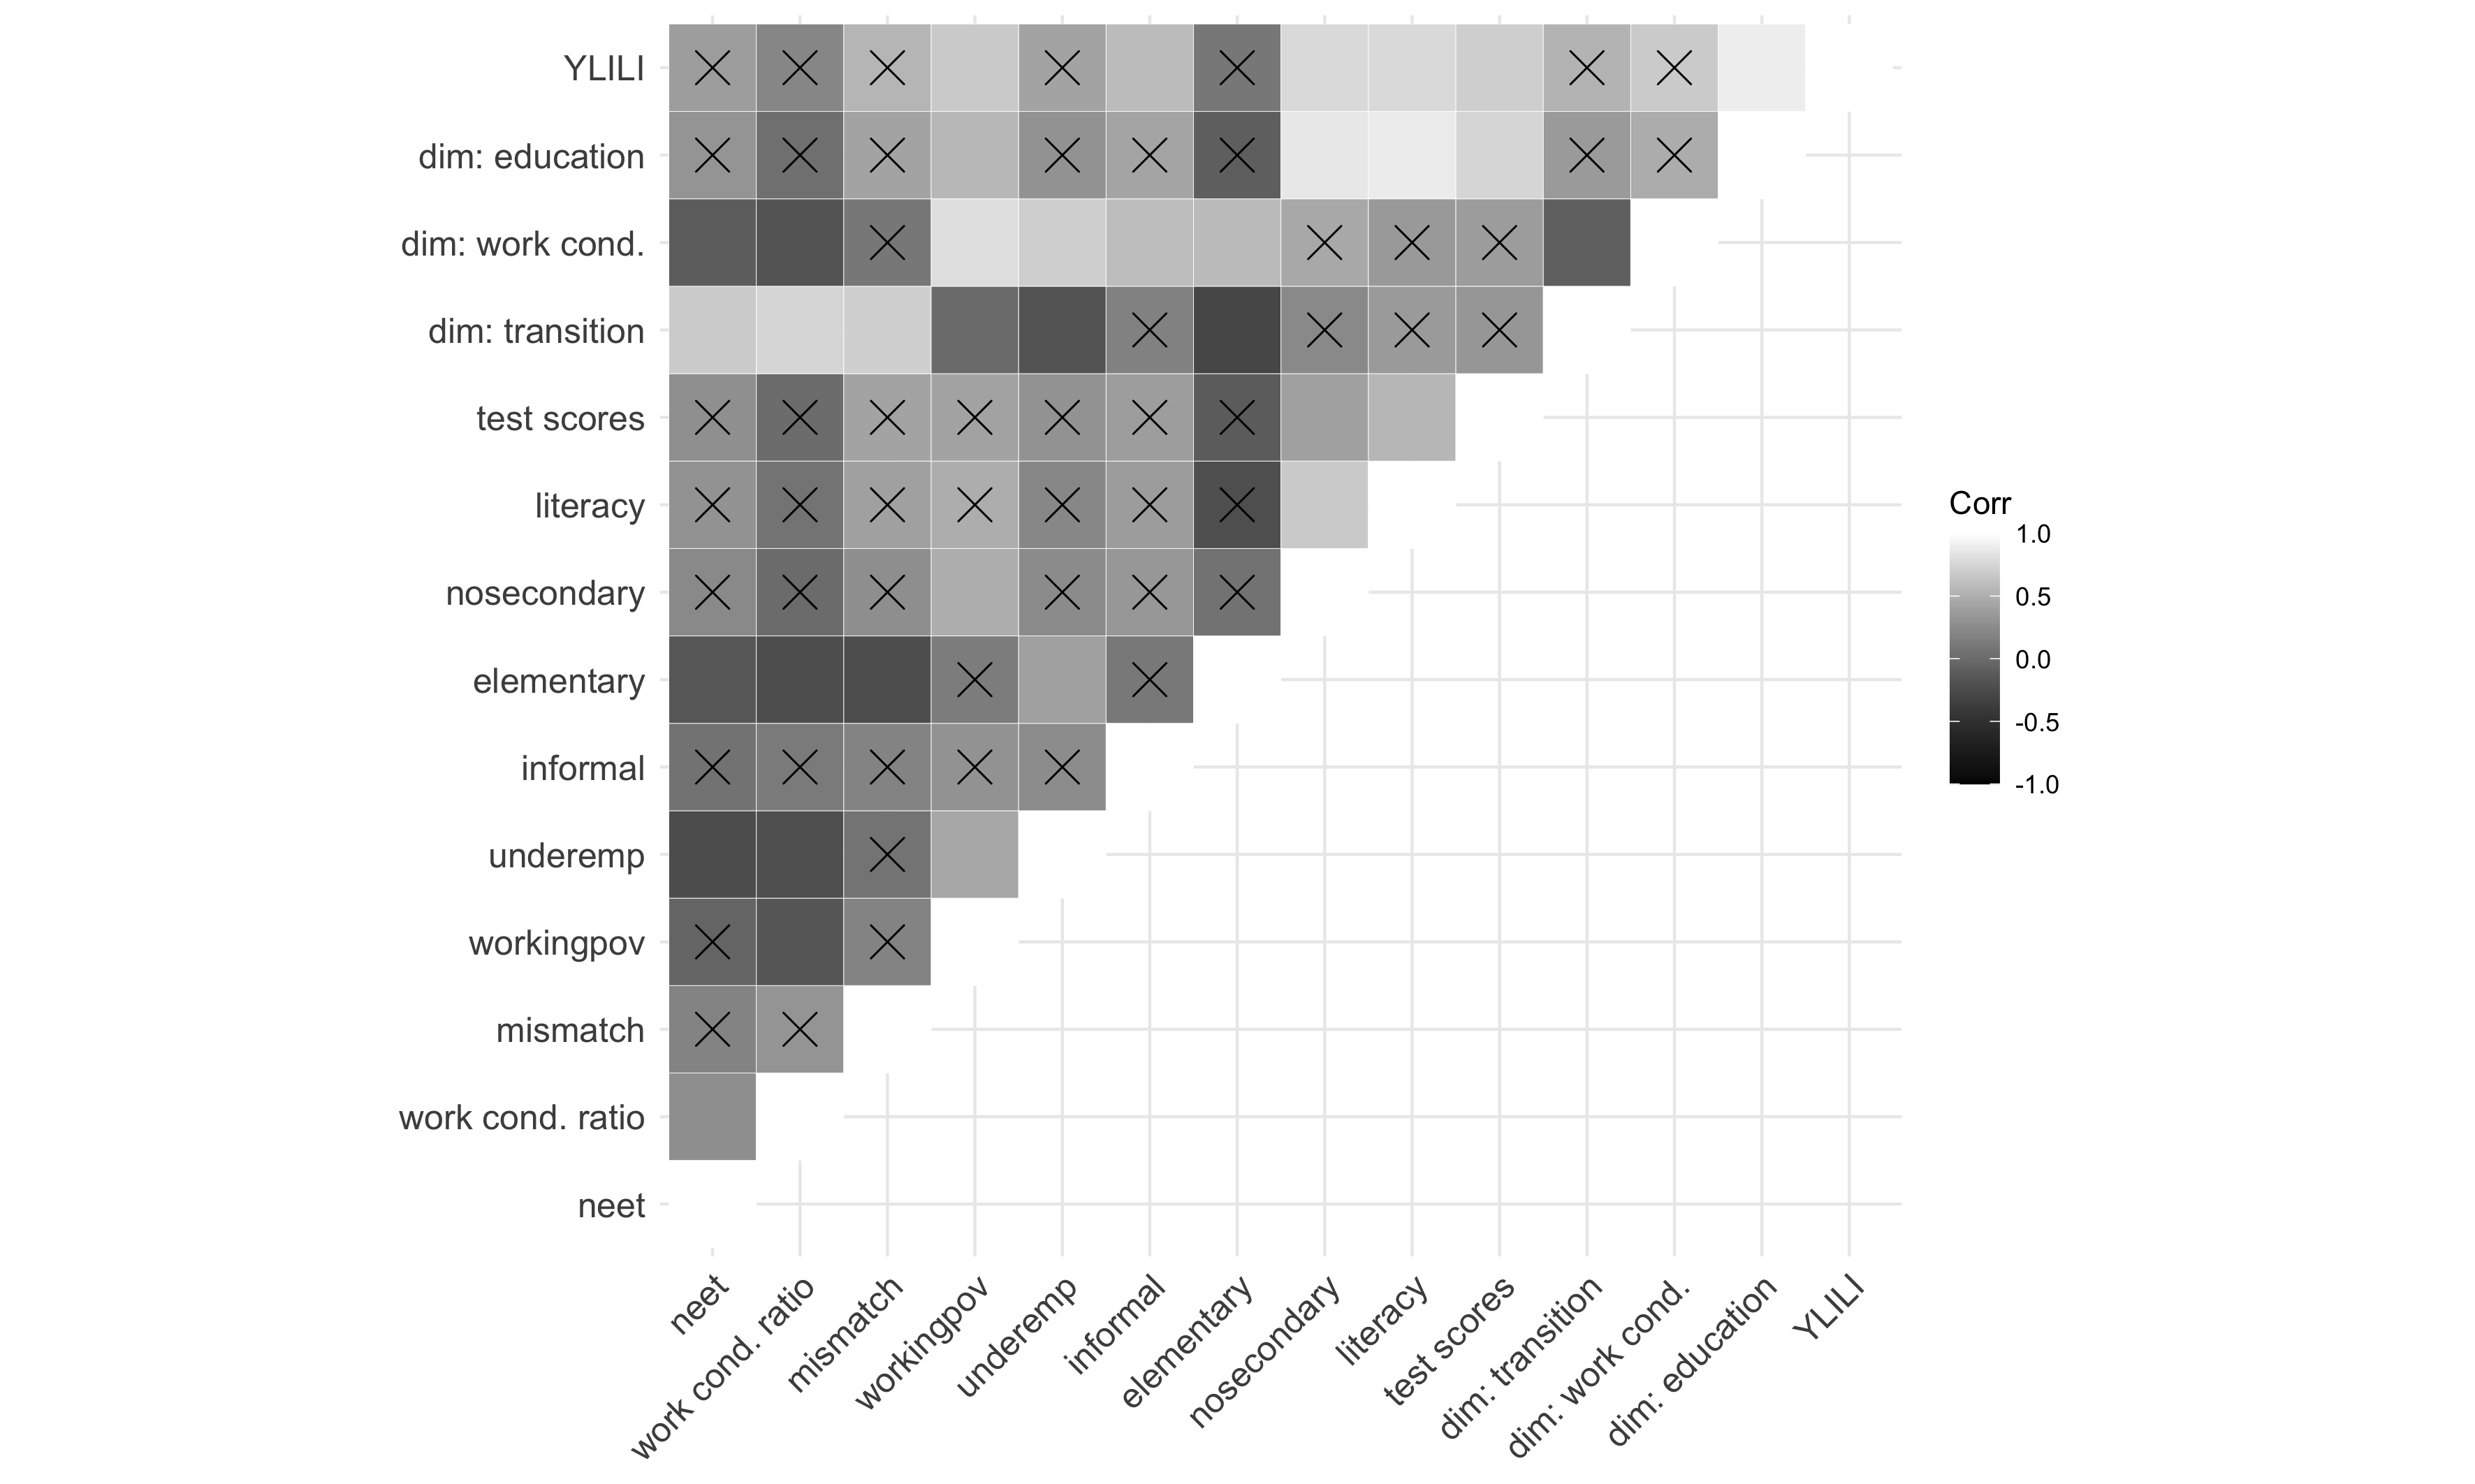 YLILI
dim: education
dim: work cond.
dim: transition
test scores
literacy
nosecondary
elementary
informal
underemp
workingpov
mismatch
work cond. ratio
neet
neet
work cond. ratio
mismatch
workingpov
underemp
informal
elementary
nosecondary
literacy
test scores
dim: transition
dim: work cond.
dim: education
YLILI
Corr
1.0
0.5
0.0
-0.5
-1.0